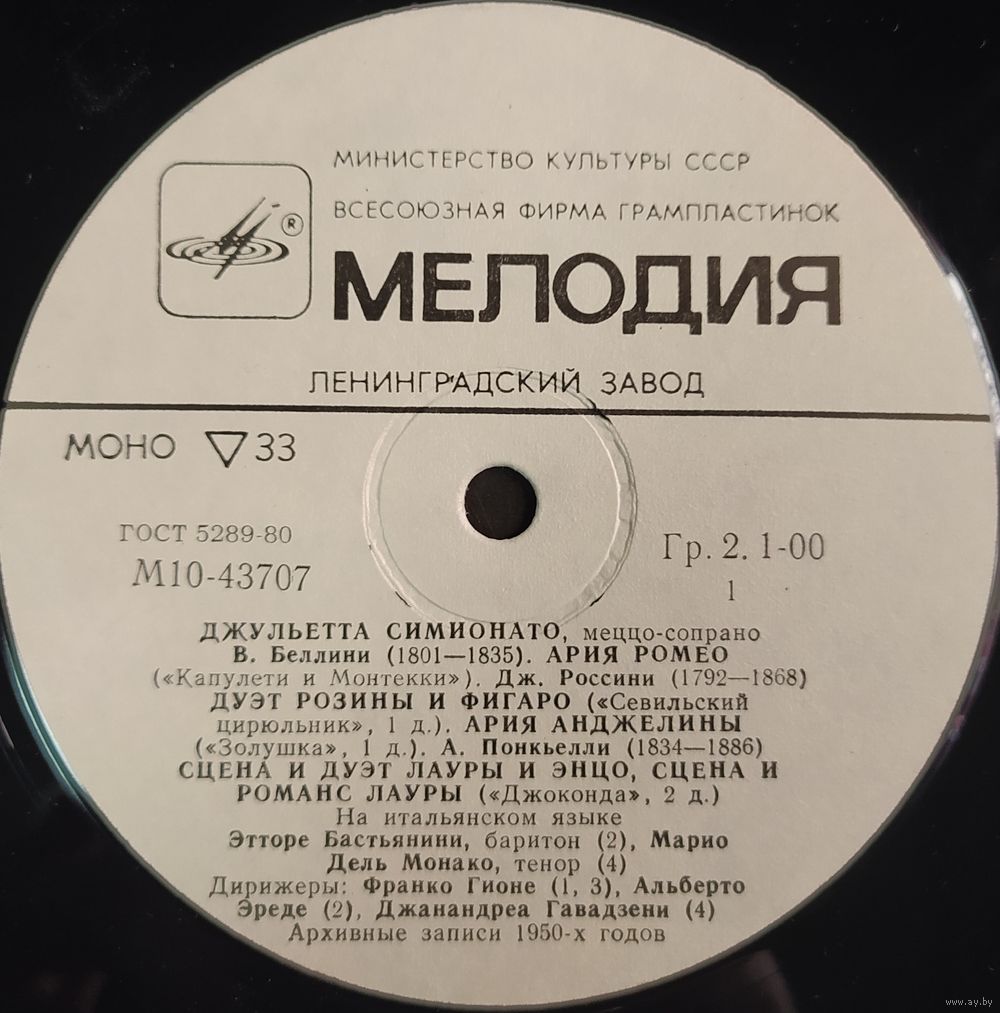 МИНИСТЕРСТВО КУЛЬТУРЫ СССР
ВСЕСОЮЗНАЯ ФИРМА ГРАМПЛАСТИНОК
®
МЕЛОДИЯ
ЛЕНИНГРАДСКИЙ ЗАВОД
МОНО ▽ 33
ГОСТ 5289-80
М10-43707
Гр. 2. 1-00
1
ДЖУЛЬЕТТА СИМИОНАТО, меццо-сопрано
В. Беллини (1801—1835). АРИЯ РОМЕО
(«Капулети и Монтекки»). Дж. Россини (1792—1868)
ДУЭТ РОЗИНЫ И ФИГАРО («Севильский
цирюльник», 1 д.). АРИЯ АНДЖЕЛИНЫ
(«Золушка», 1 д.). А. Понкьелли (1834—1886)
СЦЕНА И ДУЭТ ЛАУРЫ И ЭНЦО, СЦЕНА И
РОМАНС ЛАУРЫ («Джоконда», 2 д.)
На итальянском языке
Этторе Бастьянини, баритон (2), Марио
Дель Монако, тенор (4)
Дирижеры: Франко Гионе (1, 3), Альберто
Эреде (2), Джанандреа Гавадзени (4)
Архивные записи 1950-х годов
www.ay.by